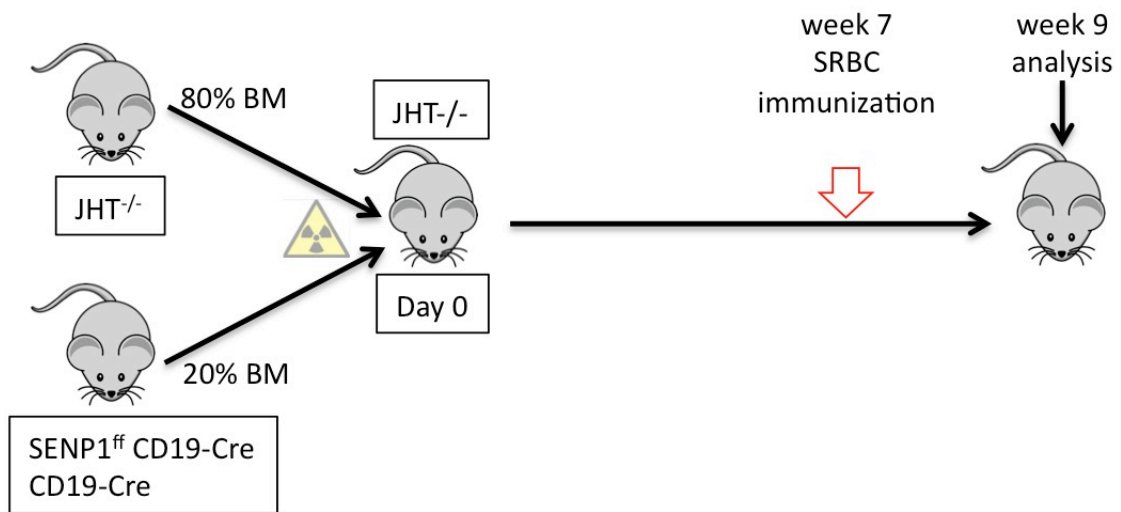 80% BM
JHT-/-
JHT-/-
Day 0
20% BM
SENP1ff CD19-Cre
CD19-Cre
week 7
SRBC
immunization
week 9
analysis